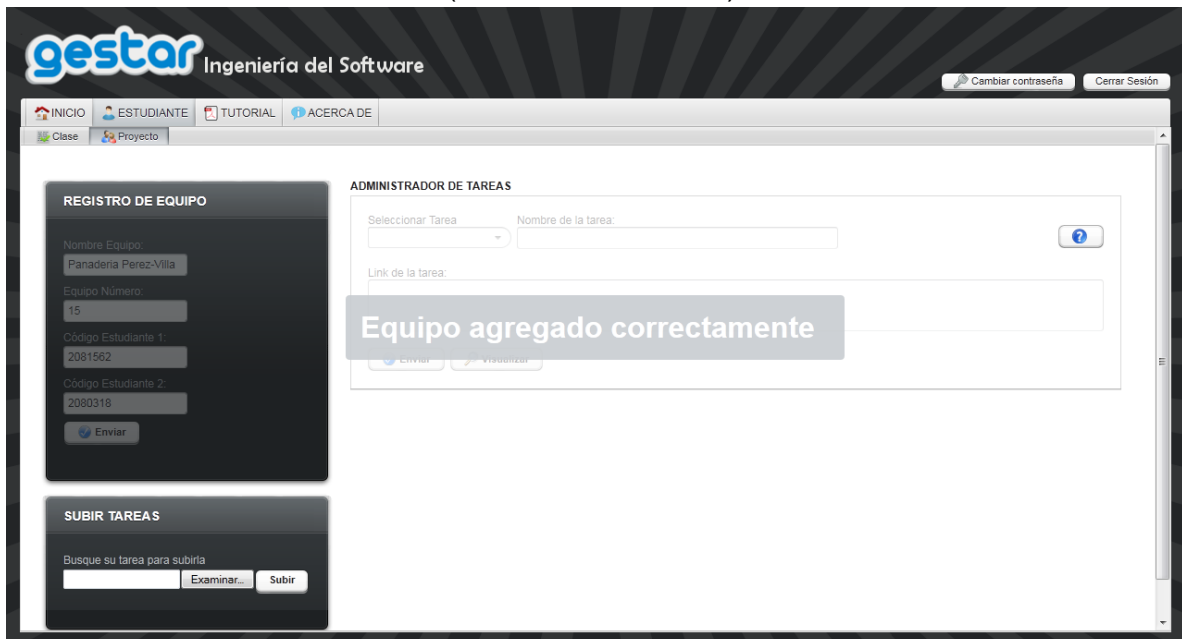 gestar Ingeniería del Software
Cambiar contraseña
Cerrar Sesión
INICIO
ESTUDIANTE
TUTORIAL
ACERCA DE
Clase
Proyecto
REGISTRO DE EQUIPO
Nombre Equipo:
Panaderia Perez-Villa
Equipo Número:
15
Código Estudiante 1:
2081562
Código Estudiante 2:
2080318
Enviar
SUBIR TAREAS
Busque su tarea para subirla
Examinar...
Subir
ADMINISTRADOR DE TAREAS
Seleccionar Tarea
Nombre de la tarea:
Link de la tarea:
Equipo agregado correctamente
Enviar
Visualizar